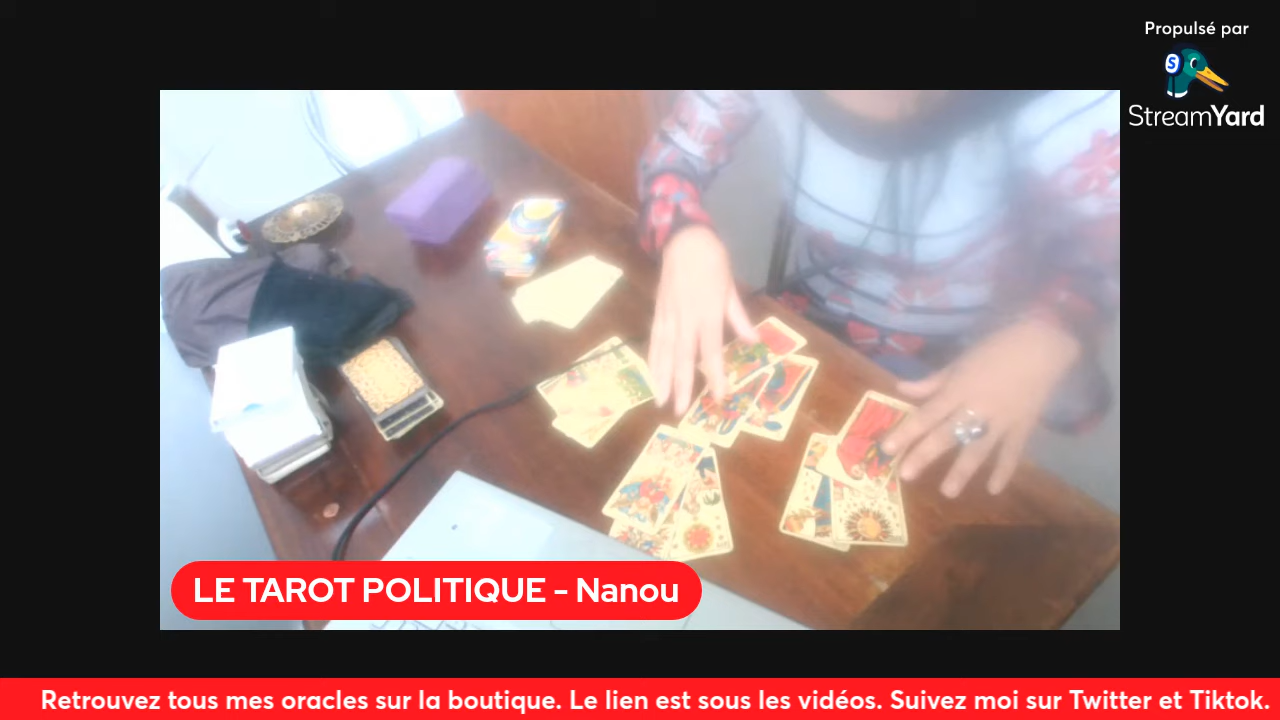 Propulsé par
StreamYard
LE TAROT POLITIQUE - Nanou
Retrouvez tous mes oracles sur la boutique. Le lien est sous les vidéos. Suivez moi sur Twitter et Tiktok.